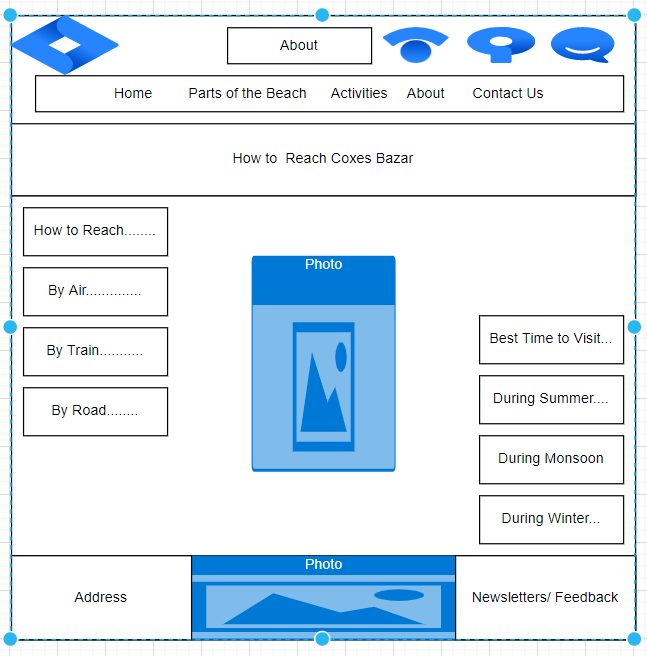 About
Home Parts of the Beach Activities About Contact Us
How to Reach Coxes Bazar
How to Reach........
By Air..............
By Train...........
By Road........
Photo
Best Time to Visit...
During Summer....
During Monsoon
During Winter...
Address
Photo
Newsletters/ Feedback